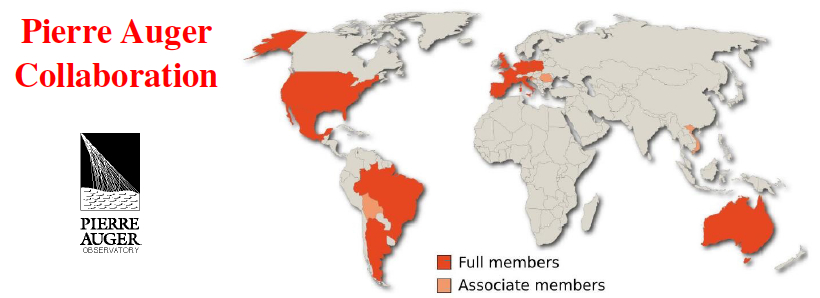 Pierre Auger
Collaboration
PIERRE
AUGER
OBSERVATORY
Full members
Associate members